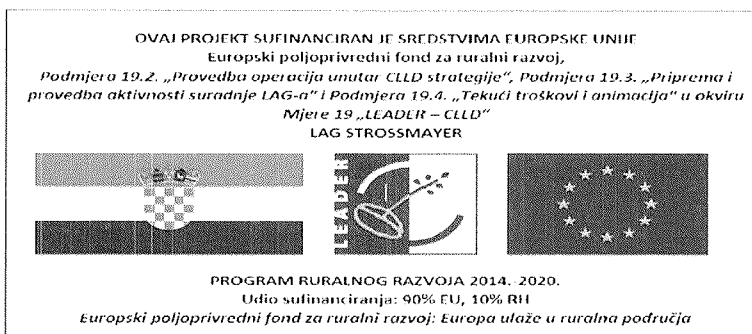 OVAJ PROJEKT SUFINANCIRAN JE SREDSTVIMA EUROPSKE UNIJE
Europski poljoprivredni fond za ruralni razvoj,
Podmjera 19.2. „Provedba operacija unutar CLLD strategije“, Podmjera 19.3. „Priprema i
provedba aktivnosti suradnje LAG-a“ i Podmjera 19.4. „Tekući troškovi i animacija“ u okviru
Mjere 19 „LEADER – CLLD“
LAG STROSSMAYER
LEADER
PROGRAM RURALNOG RAZVOJA 2014.-2020.
Udio sufinanciranja: 90% EU, 10% RH
Europski poljoprivredni fond za ruralni razvoj: Europa ulaže u ruralna područja